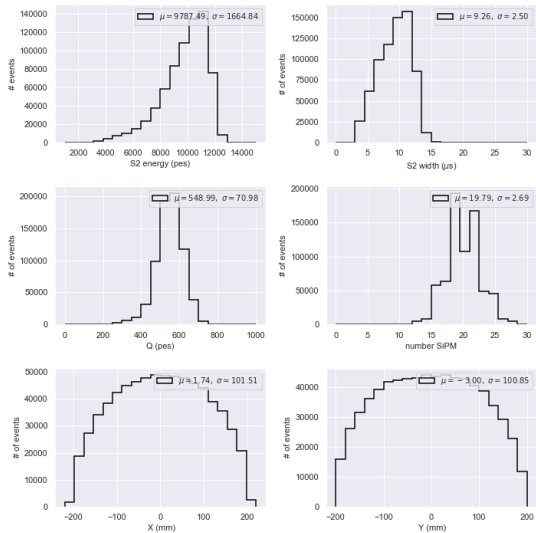 μ = 9787.49, σ = 1664.84
# of events
140000
120000
100000
80000
60000
40000
20000
0
2000 4000 6000 8000 10000 12000 14000
S2 energy (pes)
μ = 9.26, σ = 2.50
# of events
150000
125000
100000
75000
50000
25000
0
0 5 10 15 20 25 30
S2 width (μs)
μ = 548.99, σ = 70.98
# of events
200000
150000
100000
50000
0
0 200 400 600 800 1000
Q (pes)
μ = 19.79, σ = 2.69
# of events
200000
150000
100000
50000
0
0 5 10 15 20 25 30
number SiPM
μ = 1.74, σ = 101.51
# of events
50000
40000
30000
20000
10000
0
−200 −100 0 100 200
X (mm)
μ = −3.00, σ = 100.85
# of events
40000
30000
20000
10000
0
−200 −100 0 100 200
Y (mm)